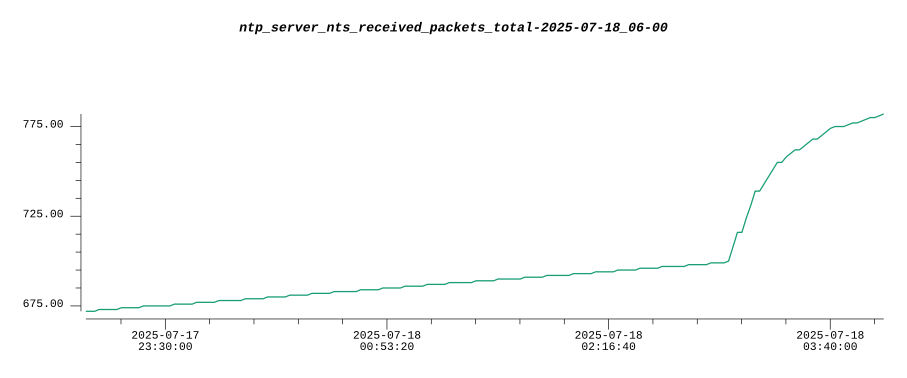 ntp_server_nts_received_packets_total-2025-07-18_06-00
775.00
725.00
675.00
2025-07-17 2025-07-18 2025-07-18 2025-07-18
23:30:00 00:53:20 02:16:40 03:40:00